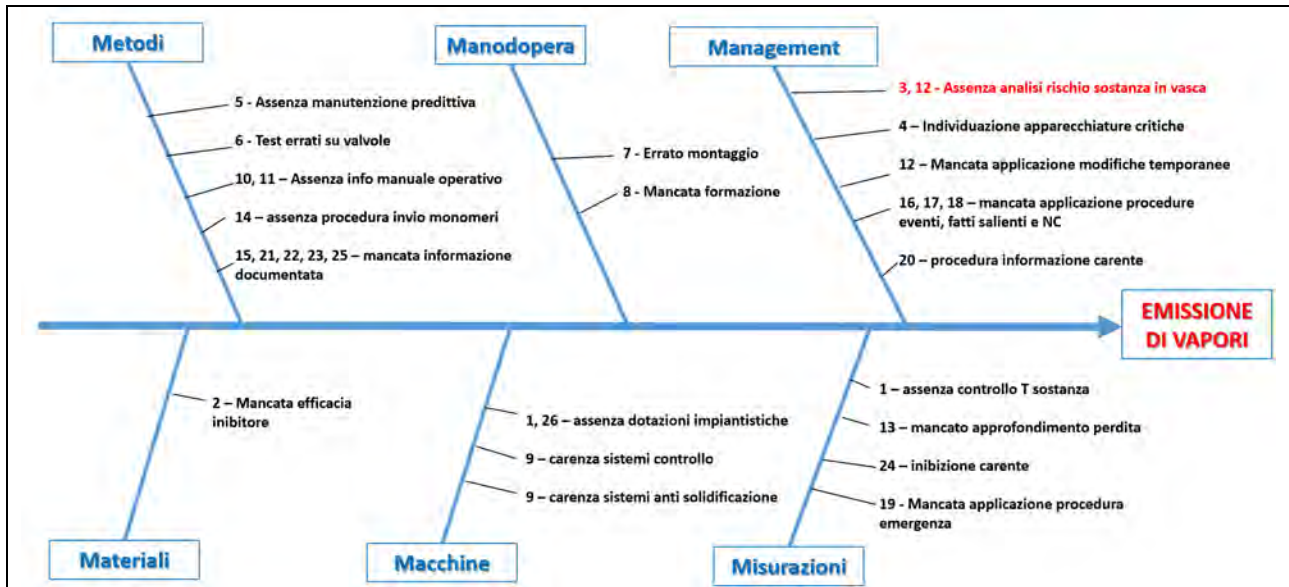 Metodi
Manodopera
Management
5 - Assenza manutenzione predittiva
6 - Test errati su valvole
10, 11 – Assenza info manuale operativo
14 – assenza procedura invio monomeri
15, 21, 22, 23, 25 – mancata informazione
documentata
7 - Errato montaggio
8 - Mancata formazione
3, 12 - Assenza analisi rischio sostanza in vasca
4 – Individuazione apparecchiature critiche
12 – Mancata applicazione modifiche temporanee
16, 17, 18 – mancata applicazione procedure
eventi, fatti salienti e NC
20 – procedura informazione carente
EMISSIONE
DI VAPORI
2 – Mancata efficacia
inibitore
1, 26 – assenza dotazioni impiantistiche
9 – carenza sistemi controllo
9 – carenza sistemi anti solidificazione
1 – assenza controllo T sostanza
13 – mancato approfondimento perdita
24 – inibizione carente
19 - Mancata applicazione procedura
emergenza
Materiali
Macchine
Misurazioni